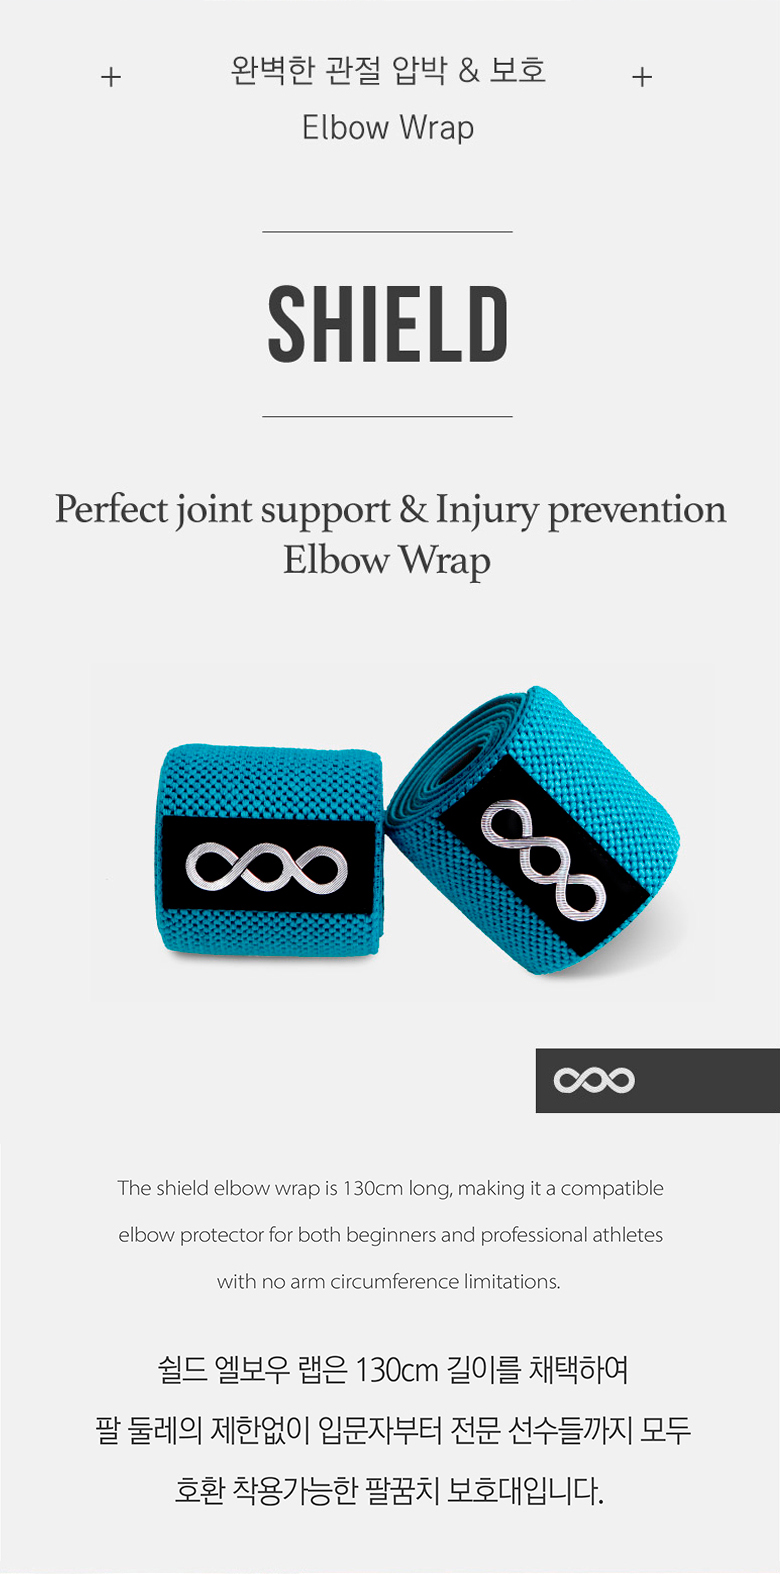 완벽한 관절 압박 & 보호
Elbow Wrap
SHIELD
Perfect joint support & Injury prevention
Elbow Wrap
The shield elbow wrap is 130cm long, making it a compatible
elbow protector for both beginners and professional athletes
with no arm circumference limitations.
쉴드 엘보우 랩은 130cm 길이를 채택하여
팔 둘레의 제한없이 입문자부터 전문 선수들까지 모두
호환 착용가능한 팔꿈치 보호대입니다.